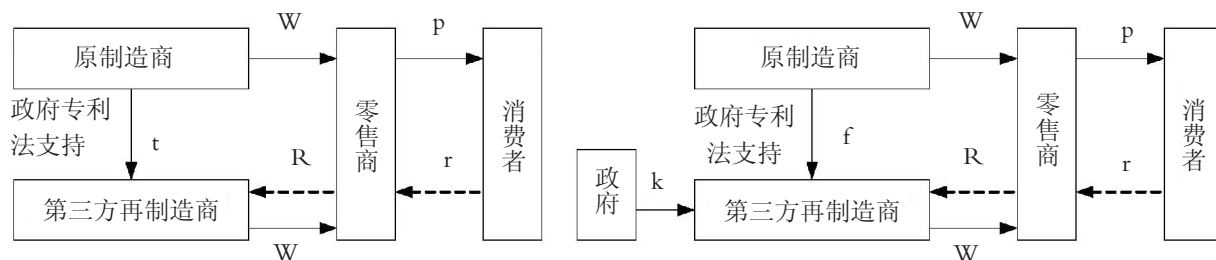 W
p
原制造商
政府专利
法支持
t
零售商
消费者
R
r
第三方再制造商
W
W
p
原制造商
政府专利
法支持
f
零售商
消费者
R
r
政府
k
第三方再制造商
W